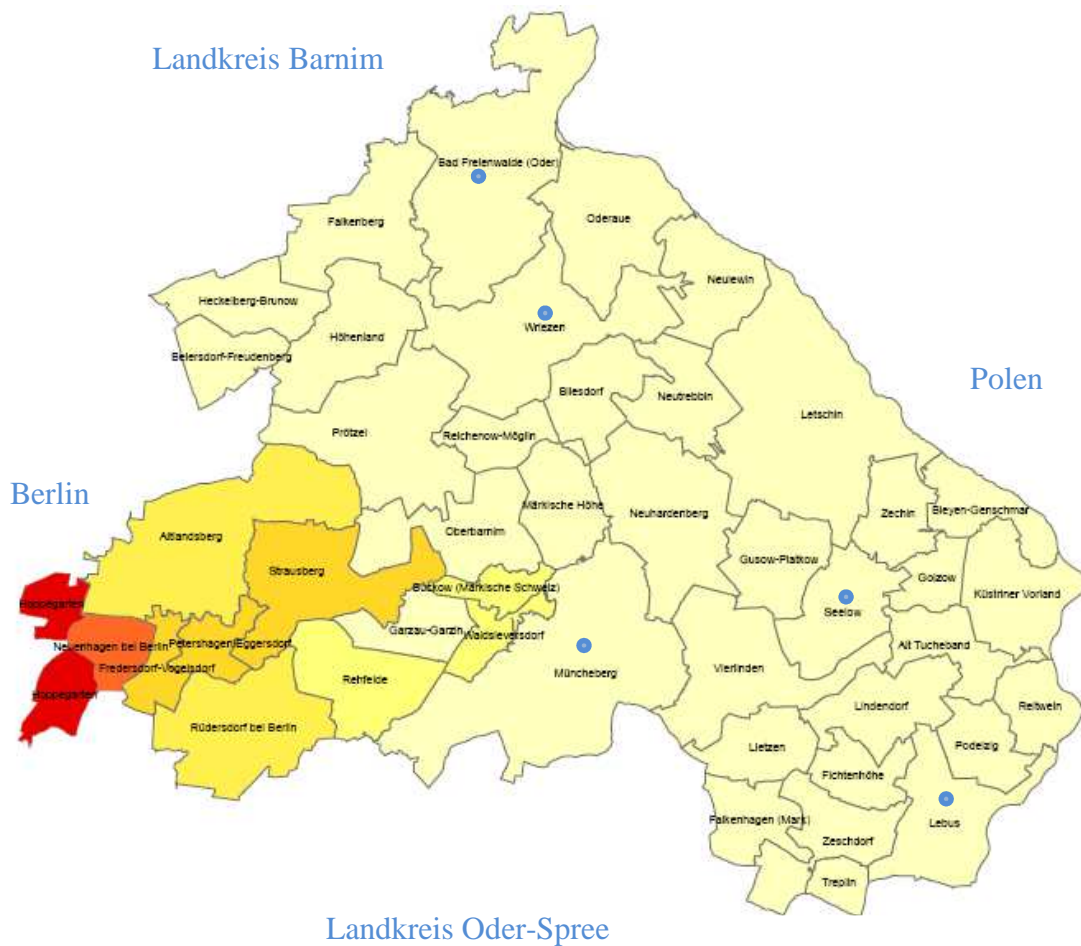 Landkreis Barnim
Bad Freienwalde (Oder)
Falkenberg
Oderaue
Neulewin
Heckelberg-Brunow
Wriezen
Höhenland
Beiersdorf-Freudenberg
Polen
Bliesdorf
Neutrebbin
Letschin
Prötzel
Reichenow-Möglin
Berlin
Märkische Höhe
Bleyen-Genschmar
Zechin
Neuhardenberg
Oberbarnim
Altlandsberg
Gusow-Platkow
Strausberg
Golzow
Bückow (Märkische Schweiz)
Küstriner Vorland
Hoppegarten
Seelow
Garzau-Garzin
Waldsieversdorf
Petershagen/Eggersdorf
Alt Tucheband
Neuenhagen bei Berlin
Fredersdorf-Vogelsdorf
Vierlinden
Müncheberg
Rehfelde
Hoppegarten
Lindendorf
Reitwein
Rüdersdorf bei Berlin
Lietzen
Podelzig
Fichtenhöhe
Falkenhagen (Mark)
Lebus
Zeschdorf
Treplin
Landkreis Oder-Spree